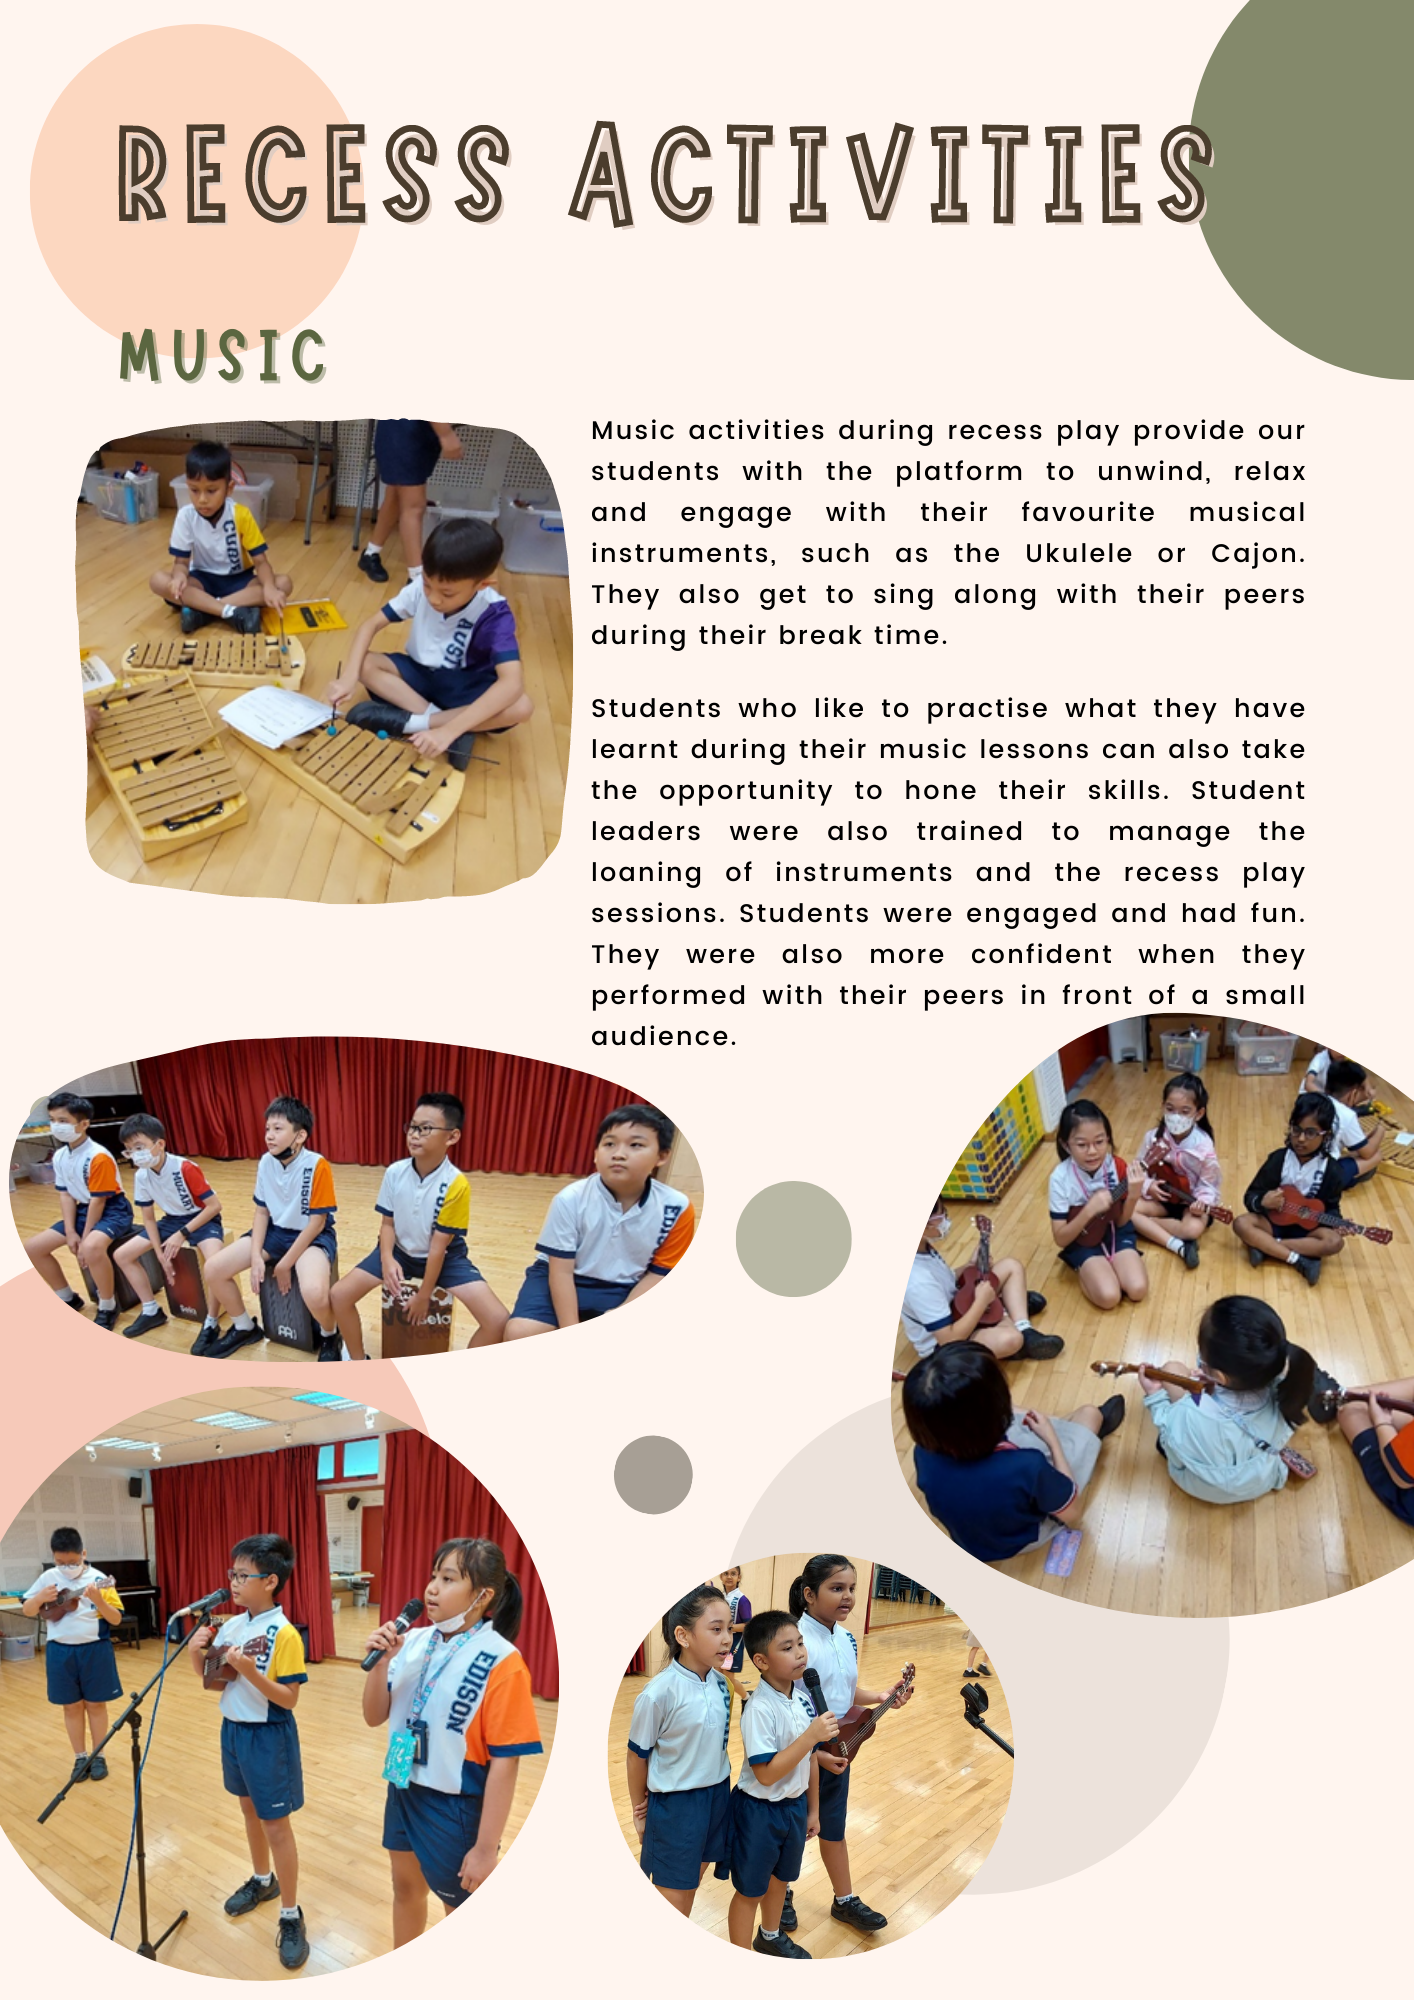 RECESS ACTIVITIES
MUSIC
Music activities during recess play provide our
students with the platform to unwind, relax
and engage with their favourite musical
instruments, such as the Ukulele or Cajon.
They also get to sing along with their peers
during their break time.
Students who like to practise what they have
learnt during their music lessons can also take
the opportunity to hone their skills. Student
leaders were also trained to manage the
loaning of instruments and the recess play
sessions. Students were engaged and had fun.
They were also more confident when they
performed with their peers in front of a small
audience.
MOZART
EDISON
EDISON
EDISON